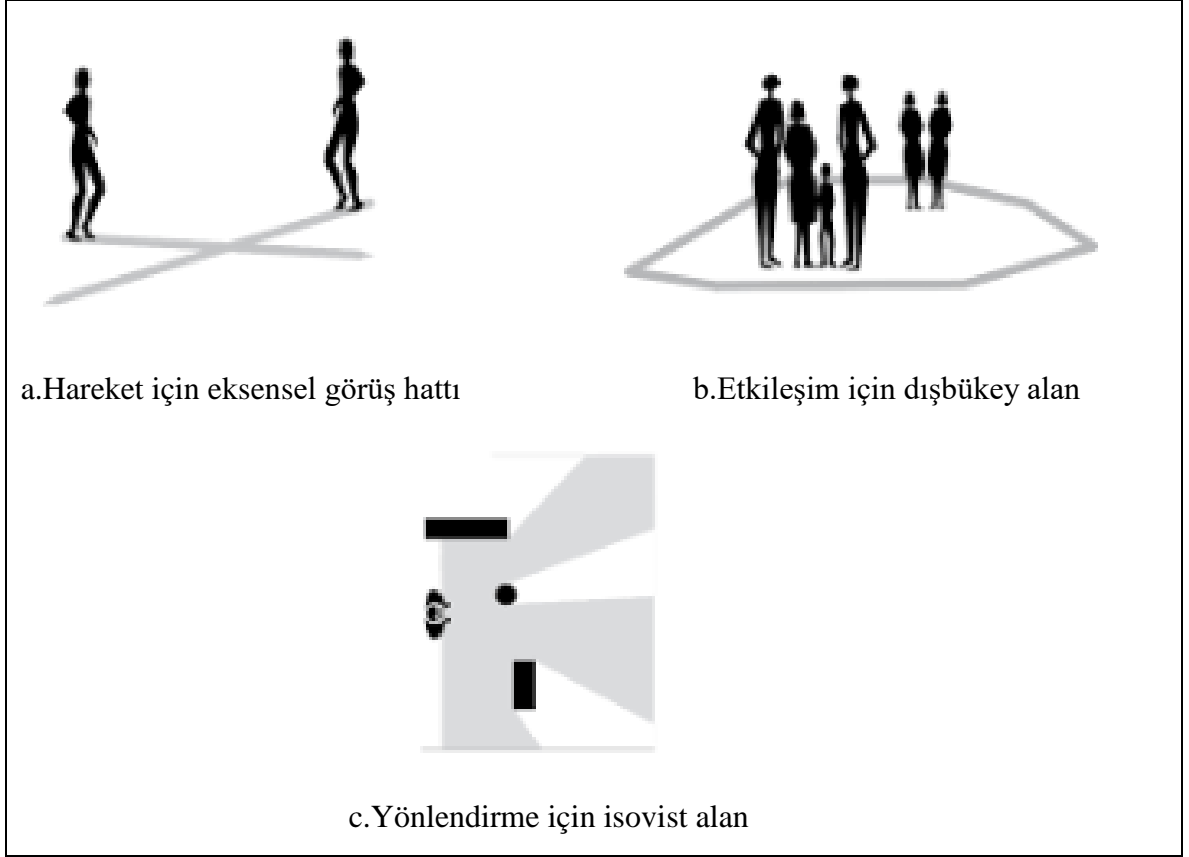 a.Hareket için eksensel görüş hattı
b.Etkileşim için dışbükey alan
c.Yönlendirme için isovist alan